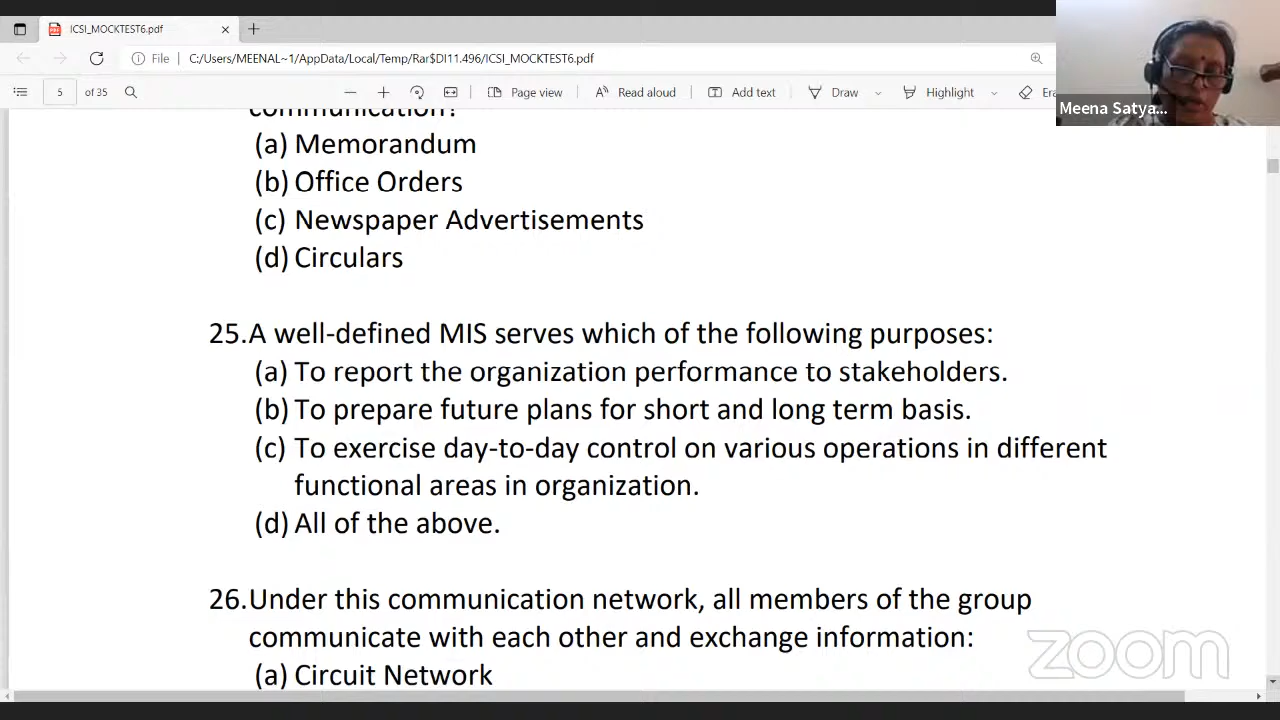 ICSI_MOCKTEST6.pdf
File C:/Users/MEENAL~1/AppData/Local/Temp/Rar$DI11.496/ICSI_MOCKTEST6.pdf
5 of 35 Page view Read aloud Add text Draw Highlight
Meena Satya...
communication?
(a) Memorandum
(b) Office Orders
(c) Newspaper Advertisements
(d) Circulars
25. A well-defined MIS serves which of the following purposes:
(a) To report the organization performance to stakeholders.
(b) To prepare future plans for short and long term basis.
(c) To exercise day-to-day control on various operations in different
functional areas in organization.
(d) All of the above.
26. Under this communication network, all members of the group
communicate with each other and exchange information:
(a) Circuit Network
zoom